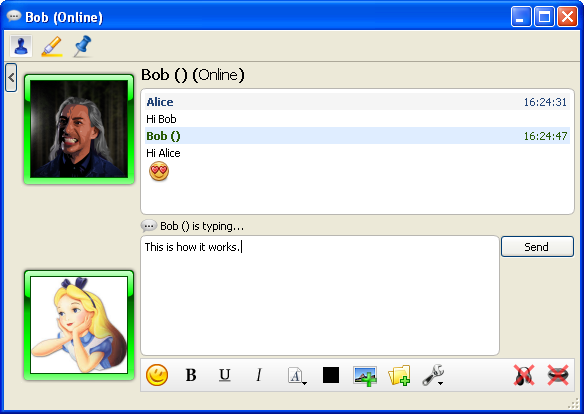 Bob (Online)
Bob () (Online)
Alice 16:24:31
Hi Bob
Bob () 16:24:47
Hi Alice
Bob () is typing...
This is how it works.
Send
B U I A